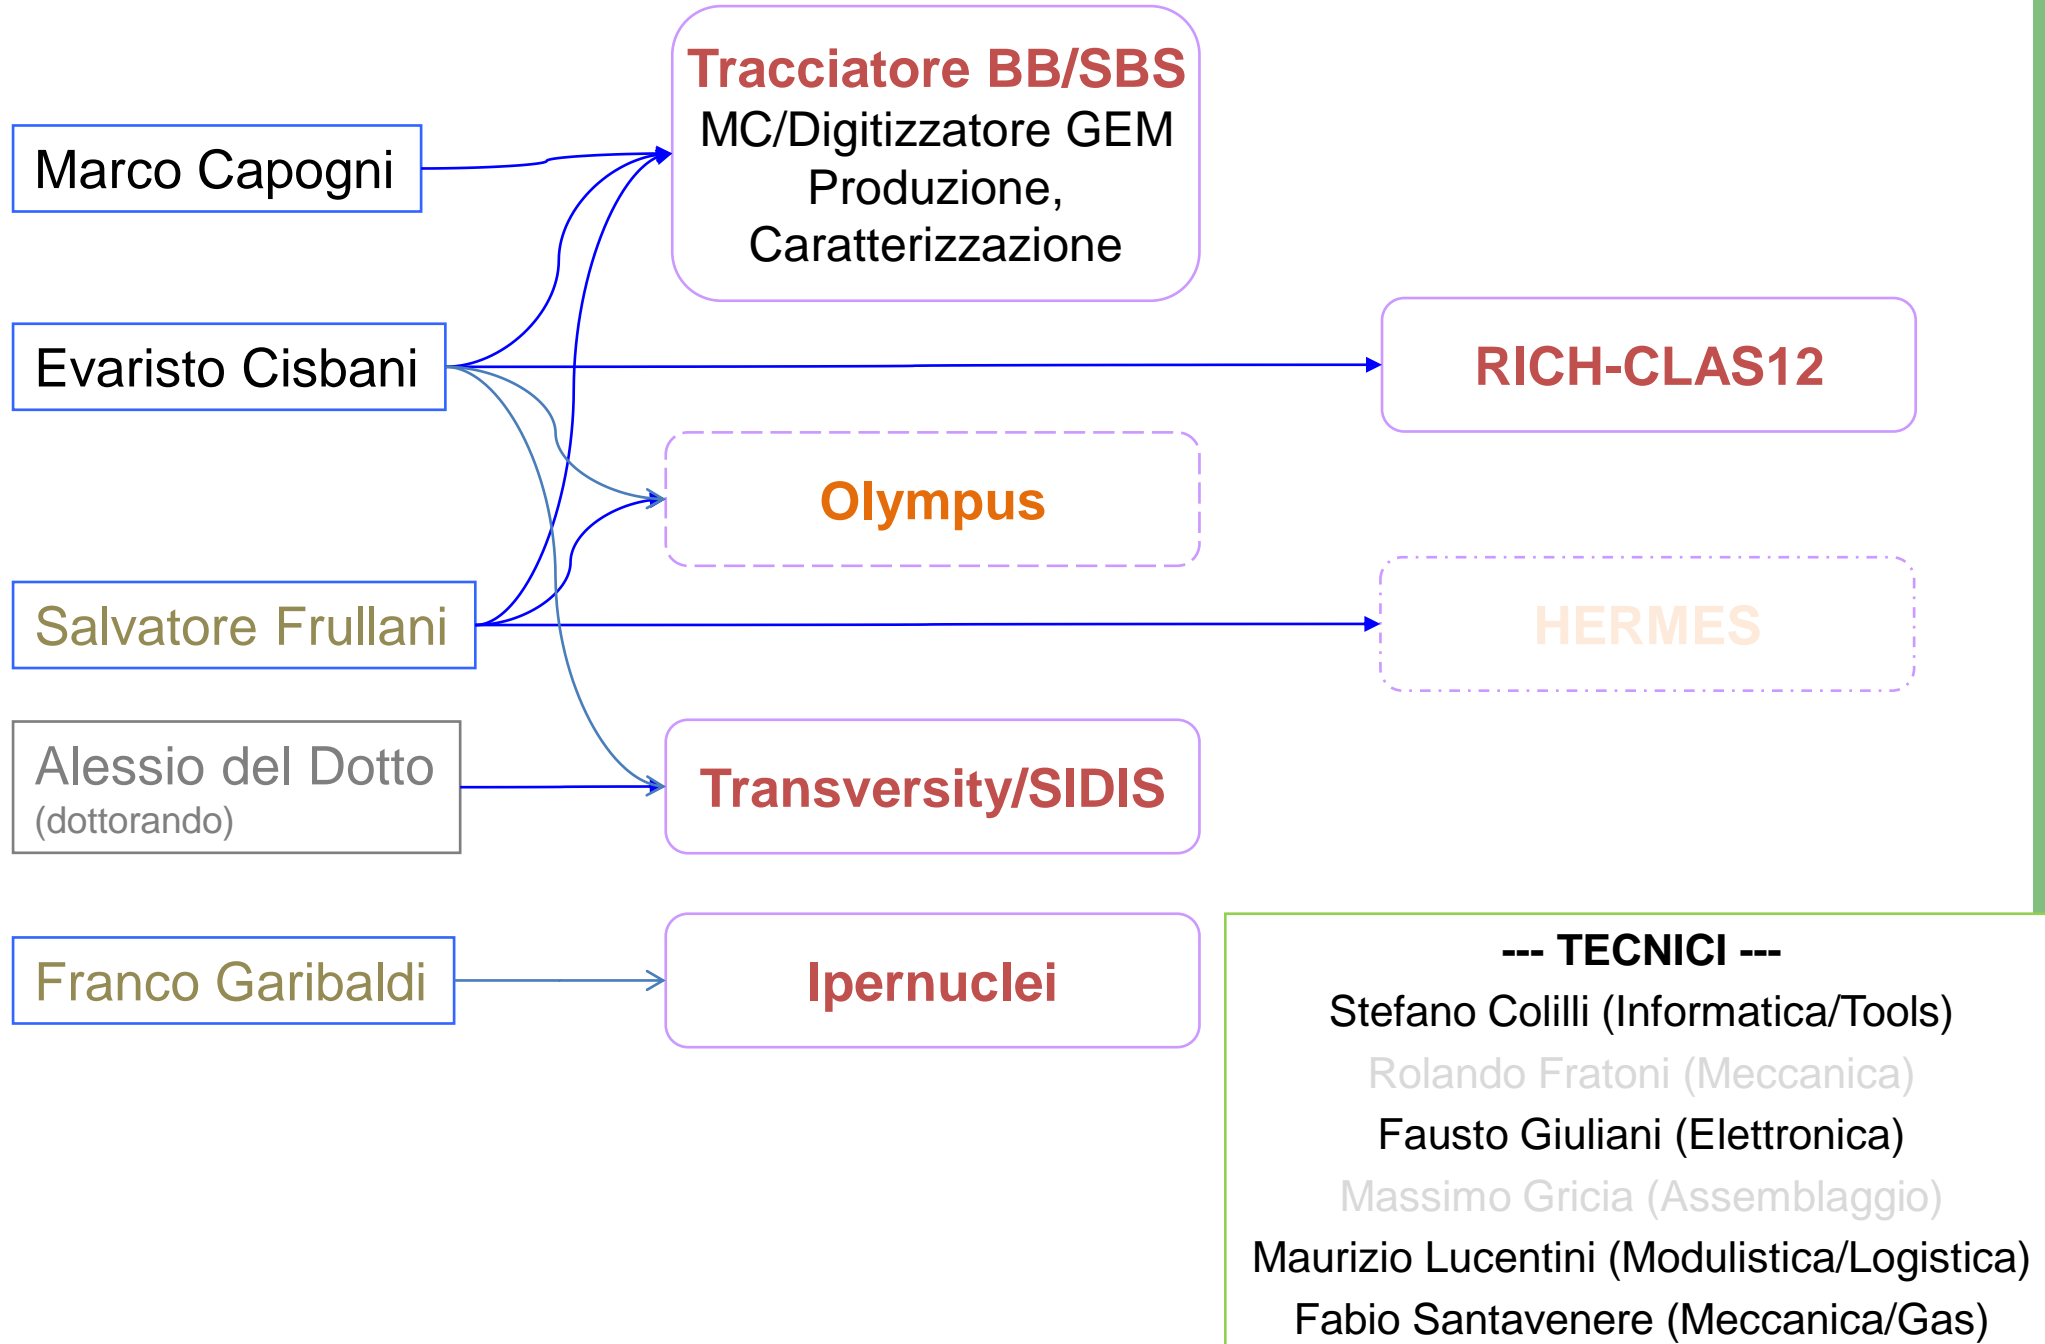 Tracciatore BB/SBS
MC/Digitizzatore GEM
Produzione,
Caratterizzazione
Marco Capogni
Evaristo Cisbani
RICH-CLAS12
Olympus
Salvatore Frullani
HERMES
Alessio del Dotto
(dottorando)
Transversity/SIDIS
Franco Garibaldi
Ipernuclei
--- TECNICI ---
Stefano Colilli (Informatica/Tools)
Rolando Fratoni (Meccanica)
Fausto Giuliani (Elettronica)
Massimo Gricia (Assemblaggio)
Maurizio Lucentini (Modulistica/Logistica)
Fabio Santavenere (Meccanica/Gas)